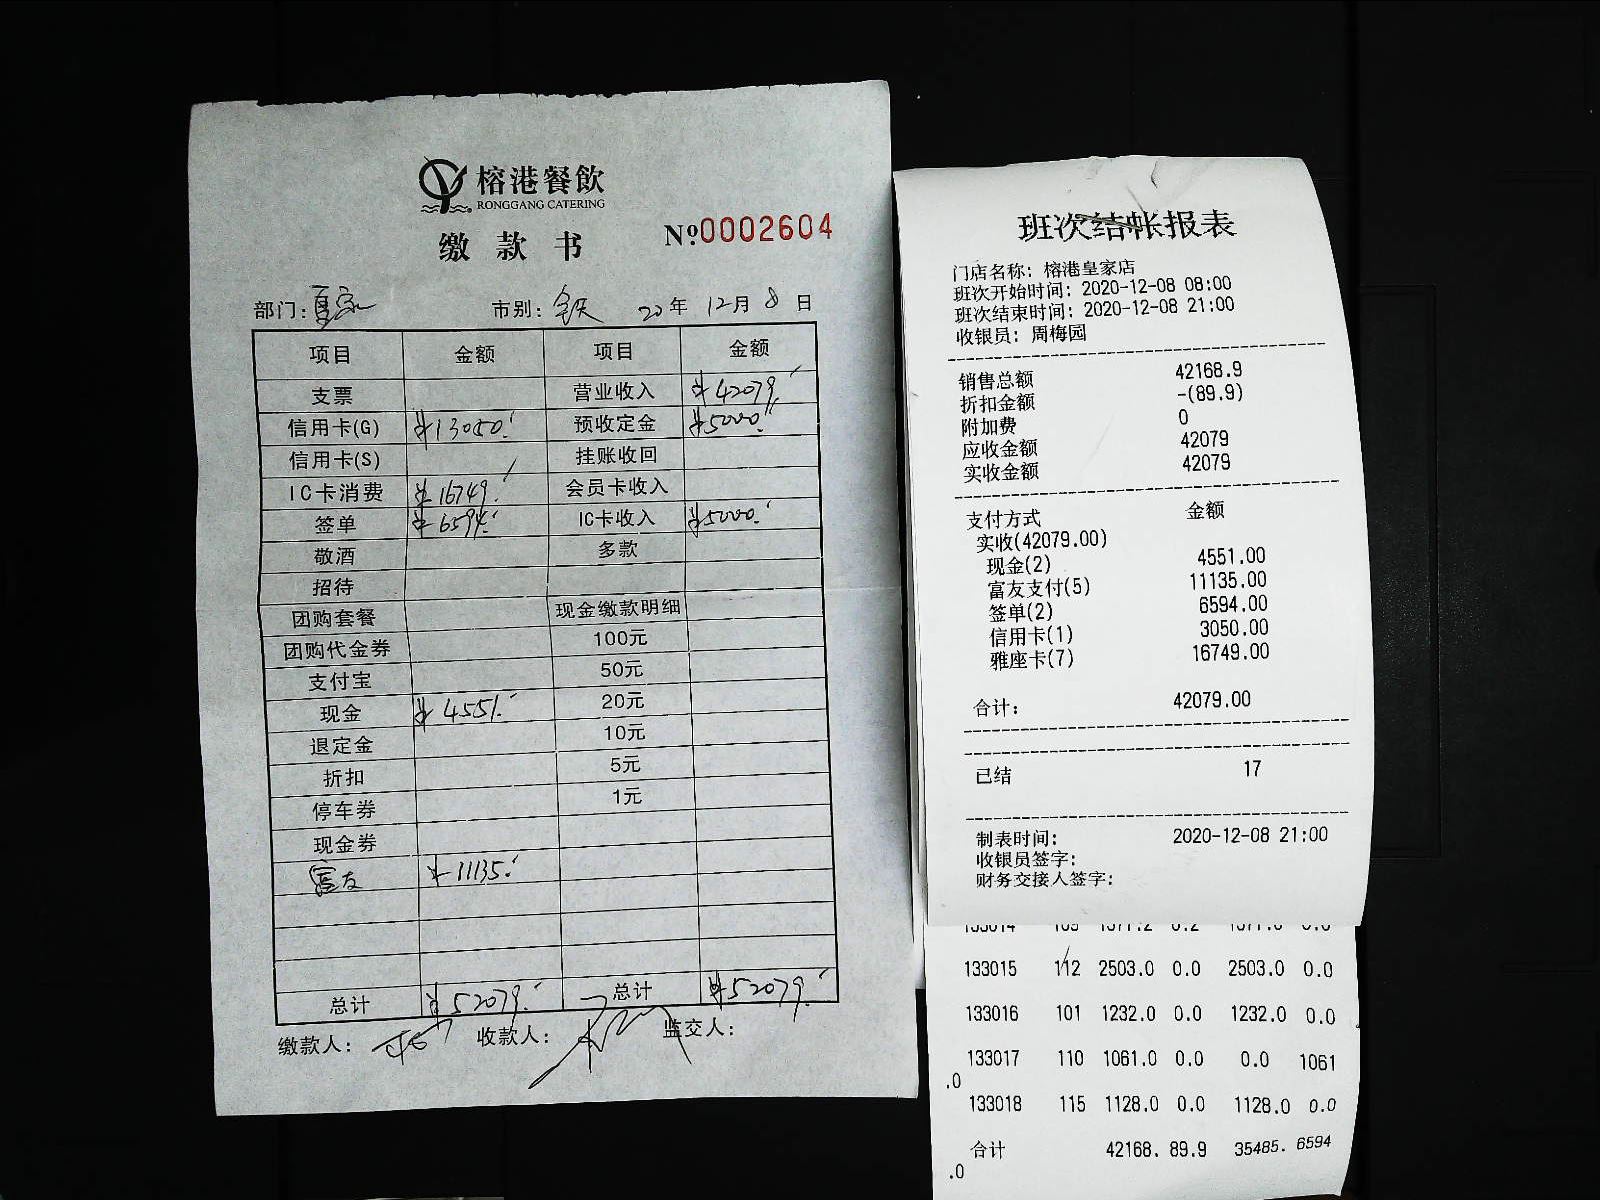 榕港餐飲
RONGGANG CATERING
缴款书
№0002604
部门: 皇家 市别: 全天 20年 12月 8日
项目 金额 项目 金额
支票 营业收入 ¥42079.
信用卡(G) ¥13050. 预收定金 ¥5000.
信用卡(S) 挂账收回
IC卡消费 ¥16749. 会员卡收入
签单 ¥6594. IC卡收入 ¥5000.
敬酒 多款
招待
团购套餐 现金缴款明细
团购代金券 100元
支付宝 50元
现金 ¥4551. 20元
退定金 10元
折扣 5元
停车券 1元
现金券
富友 ¥11135.
总计 ¥52079. 总计 ¥52079.
缴款人: 收款人: 监交人:
班次结帐报表
门店名称: 榕港皇家店
班次开始时间: 2020-12-08 08:00
班次结束时间: 2020-12-08 21:00
收银员: 周梅园
销售总额 42168.9
折扣金额 -(89.9)
附加费 0
应收金额 42079
实收金额 42079
支付方式 金额
实收(42079.00)
现金(2) 4551.00
富友支付(5) 11135.00
签单(2) 6594.00
信用卡(1) 3050.00
雅座卡(7) 16749.00
合计: 42079.00
已结 17
制表时间: 2020-12-08 21:00
收银员签字:
财务交接人签字:
133015 112 2503.0 0.0 2503.0 0.0
133016 101 1232.0 0.0 1232.0 0.0
133017 110 1061.0 0.0 0.0 1061
.0
133018 115 1128.0 0.0 1128.0 0.0
合计 42168. 89.9 35485. 6594
.0